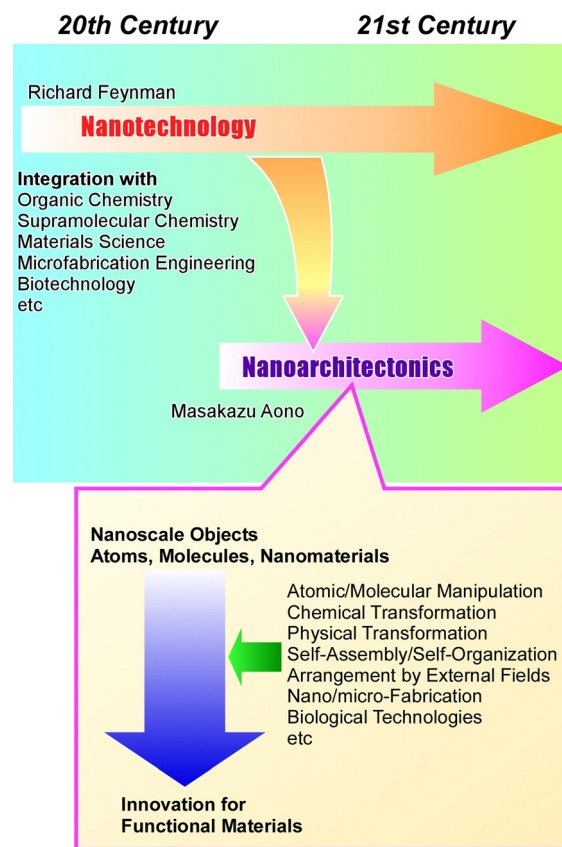 20th Century
21st Century
Richard Feynman
Nanotechnology
Integration with
Organic Chemistry
Supramolecular Chemistry
Materials Science
Microfabrication Engineering
Biotechnology
etc
Nanoarchitectonics
Masakazu Aono
Nanoscale Objects
Atoms, Molecules, Nanomaterials
Atomic/Molecular Manipulation
Chemical Transformation
Physical Transformation
Self-Assembly/Self-Organization
Arrangement by External Fields
Nano/micro-Fabrication
Biological Technologies
etc
Innovation for
Functional Materials